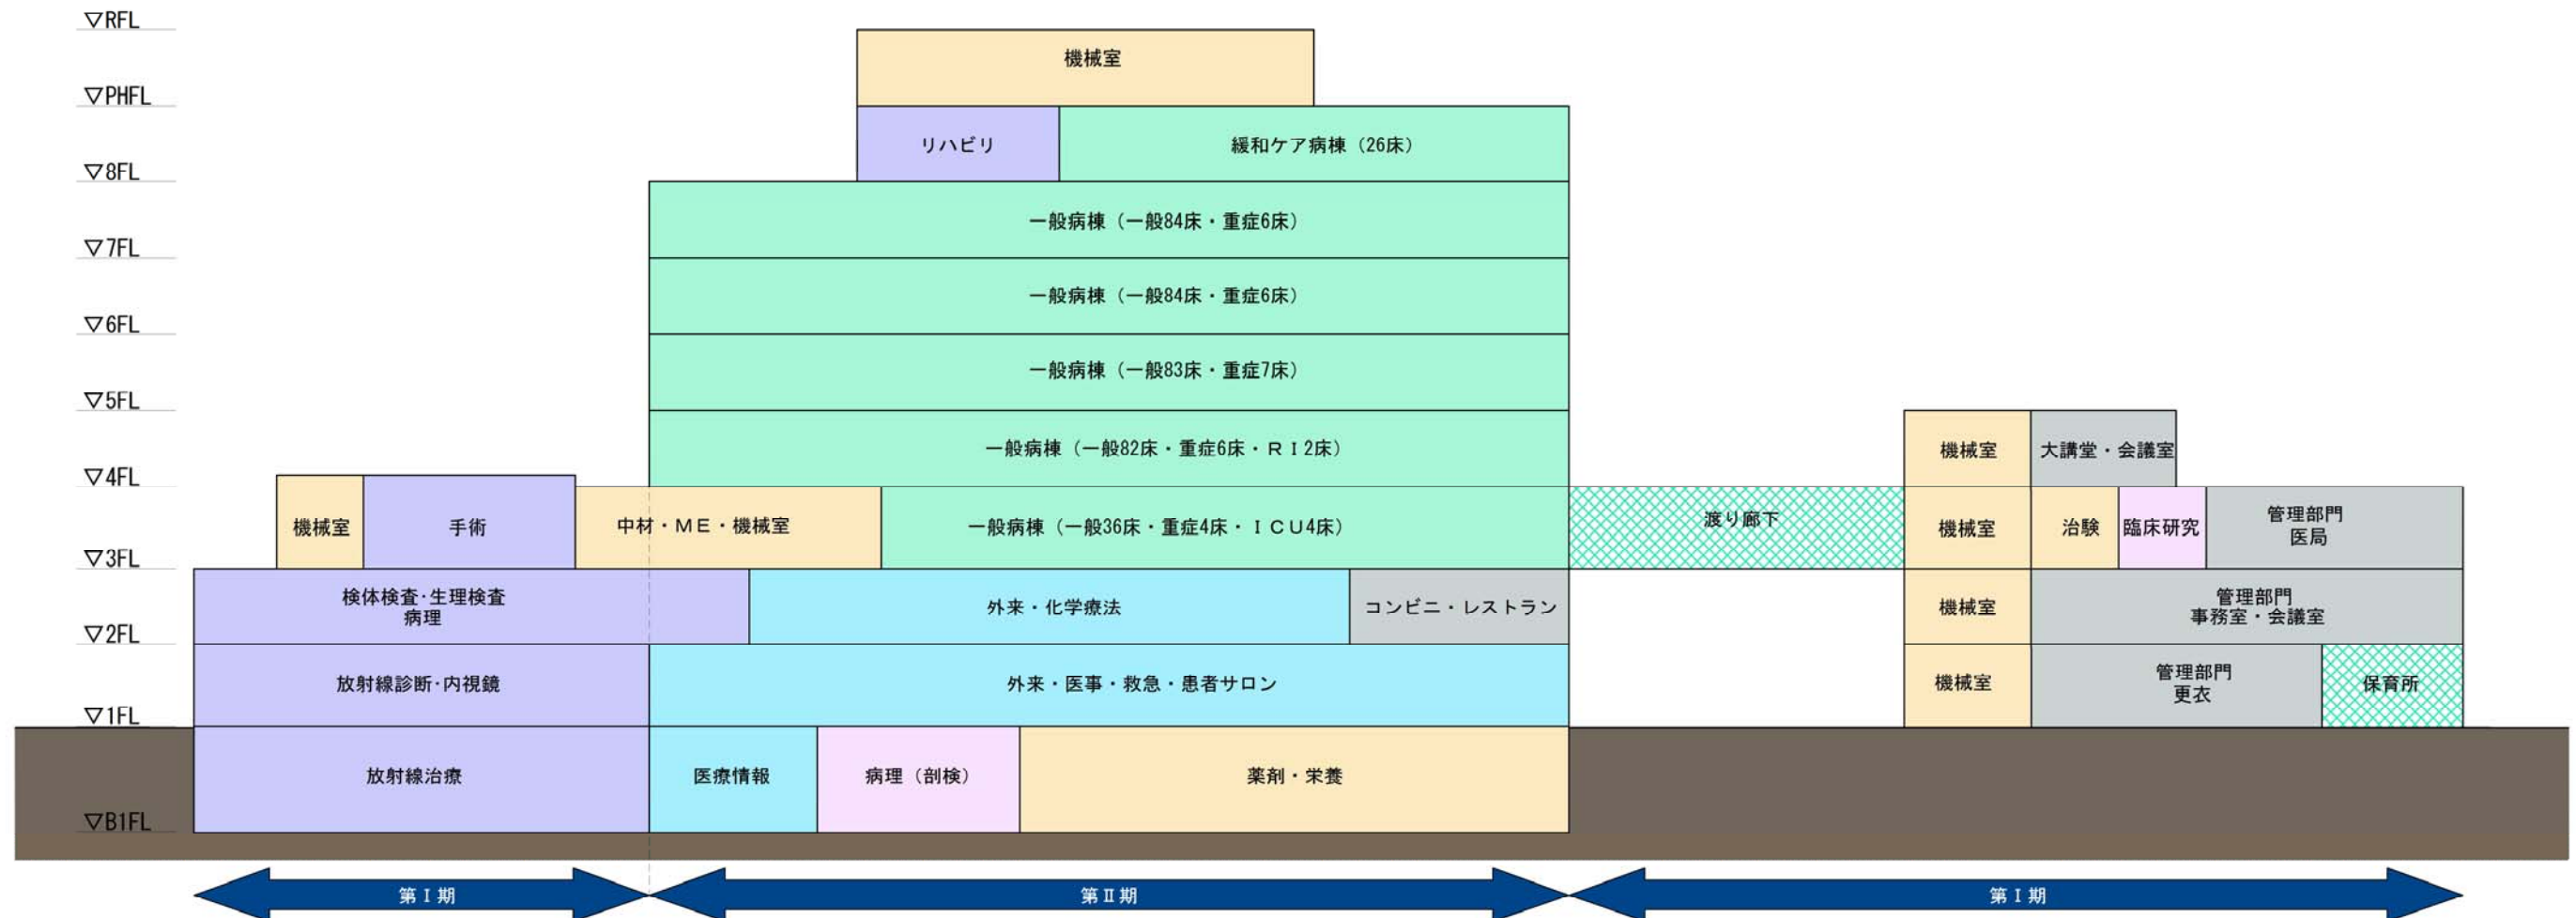 ▽RFL
機械室
▽PHFL
リハビリ
緩和ケア病棟（26床）
▽8FL
一般病棟（一般84床・重症6床）
▽7FL
一般病棟（一般84床・重症6床）
▽6FL
一般病棟（一般83床・重症7床）
▽5FL
一般病棟（一般82床・重症6床・ＲＩ2床）
機械室
大講堂・会議室
▽4FL
機械室
手術
中材・ＭＥ・機械室
一般病棟（一般36床・重症4床・ＩＣＵ4床）
渡り廊下
機械室
治験
臨床研究
管理部門
医局
▽3FL
検体検査･生理検査
病理
外来・化学療法
コンビニ・レストラン
機械室
管理部門
事務室・会議室
▽2FL
放射線診断･内視鏡
外来・医事・救急・患者サロン
機械室
管理部門
更衣
保育所
▽1FL
放射線治療
医療情報
病理（剖検）
薬剤・栄養
▽B1FL
第Ⅰ期
第Ⅱ期
第Ⅰ期